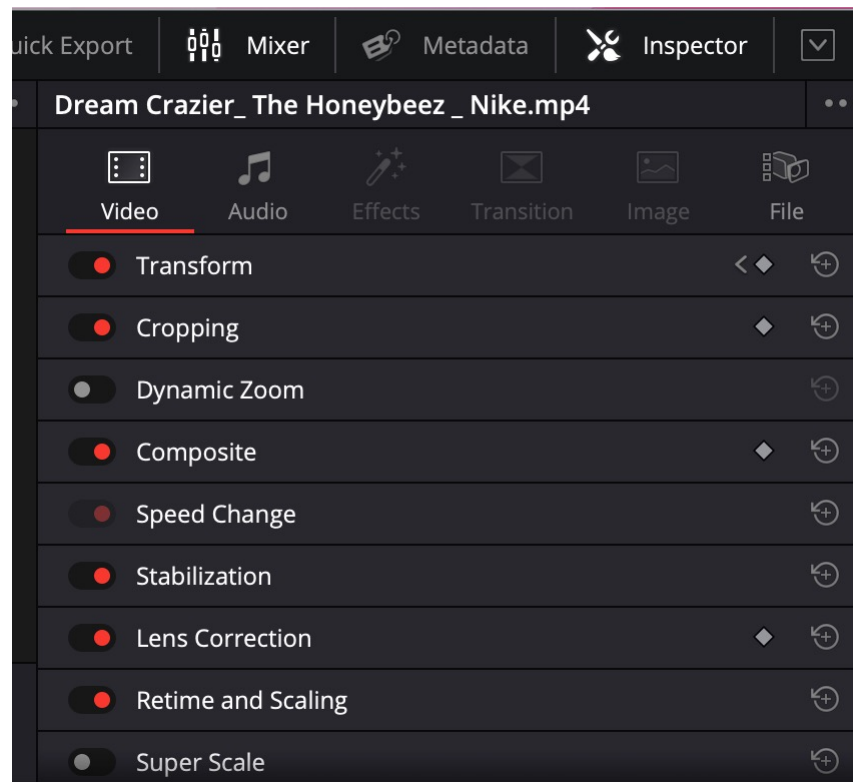 uick Export Mixer Metadata Inspector
Dream Crazier_ The Honeybeez _ Nike.mp4
Video Audio Effects Transition Image File
Transform
Cropping
Dynamic Zoom
Composite
Speed Change
Stabilization
Lens Correction
Retime and Scaling
Super Scale